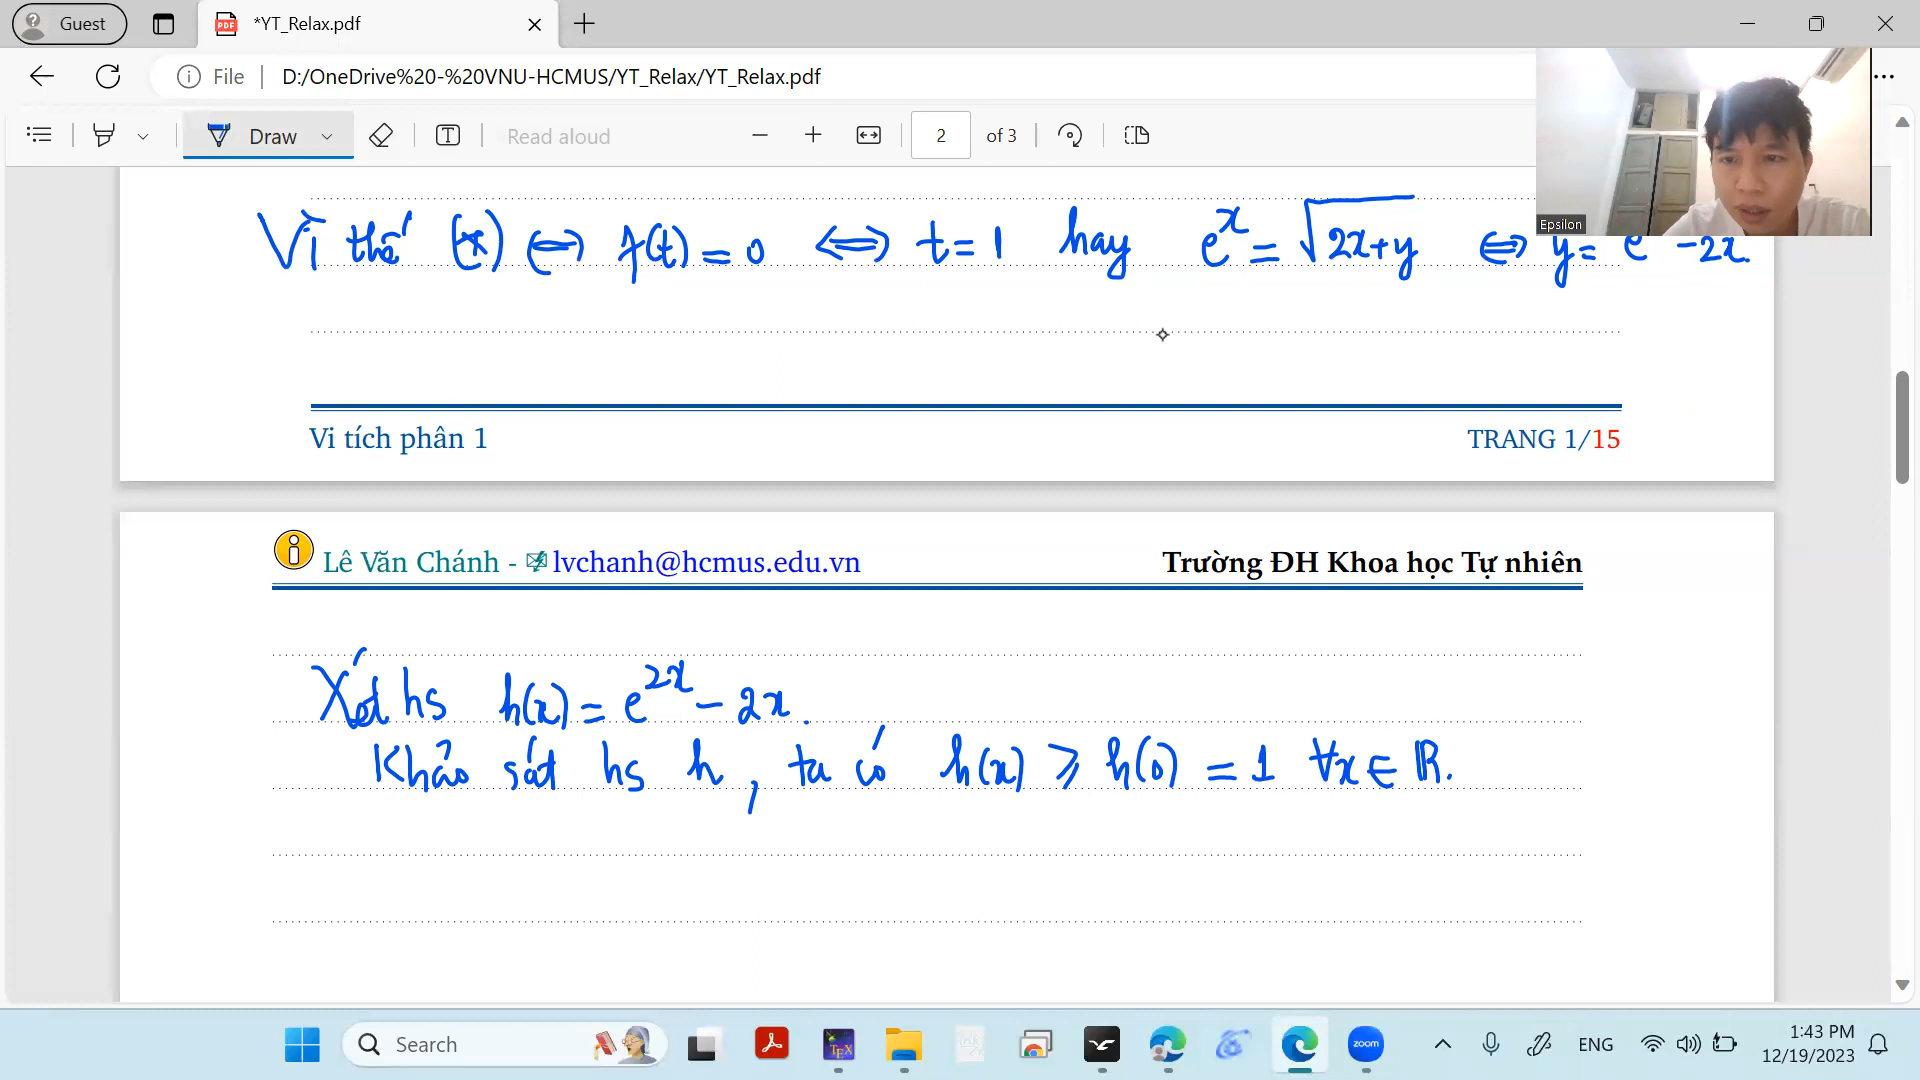 Guest
*YT_Relax.pdf
File
D:/OneDrive%20-%20VNU-HCMUS/YT_Relax/YT_Relax.pdf
Draw
Read aloud
2 of 3
Epsilon
Vì thế (*) ⟺ f(t) = 0 ⟺ t = 1 hay e^x = √(2x+y) ⟺ y = e - 2x.
Vi tích phân 1
TRANG 1/15
Lê Văn Chánh - lvchanh@hcmus.edu.vn
Trường ĐH Khoa học Tự nhiên
Xét hs h(x) = e^{2x} - 2x.
Khảo sát hs h, ta có h(x) ⩾ h(0) = 1 ∀x ∈ ℝ.
Search
TEX
zoom
ENG
1:43 PM
12/19/2023